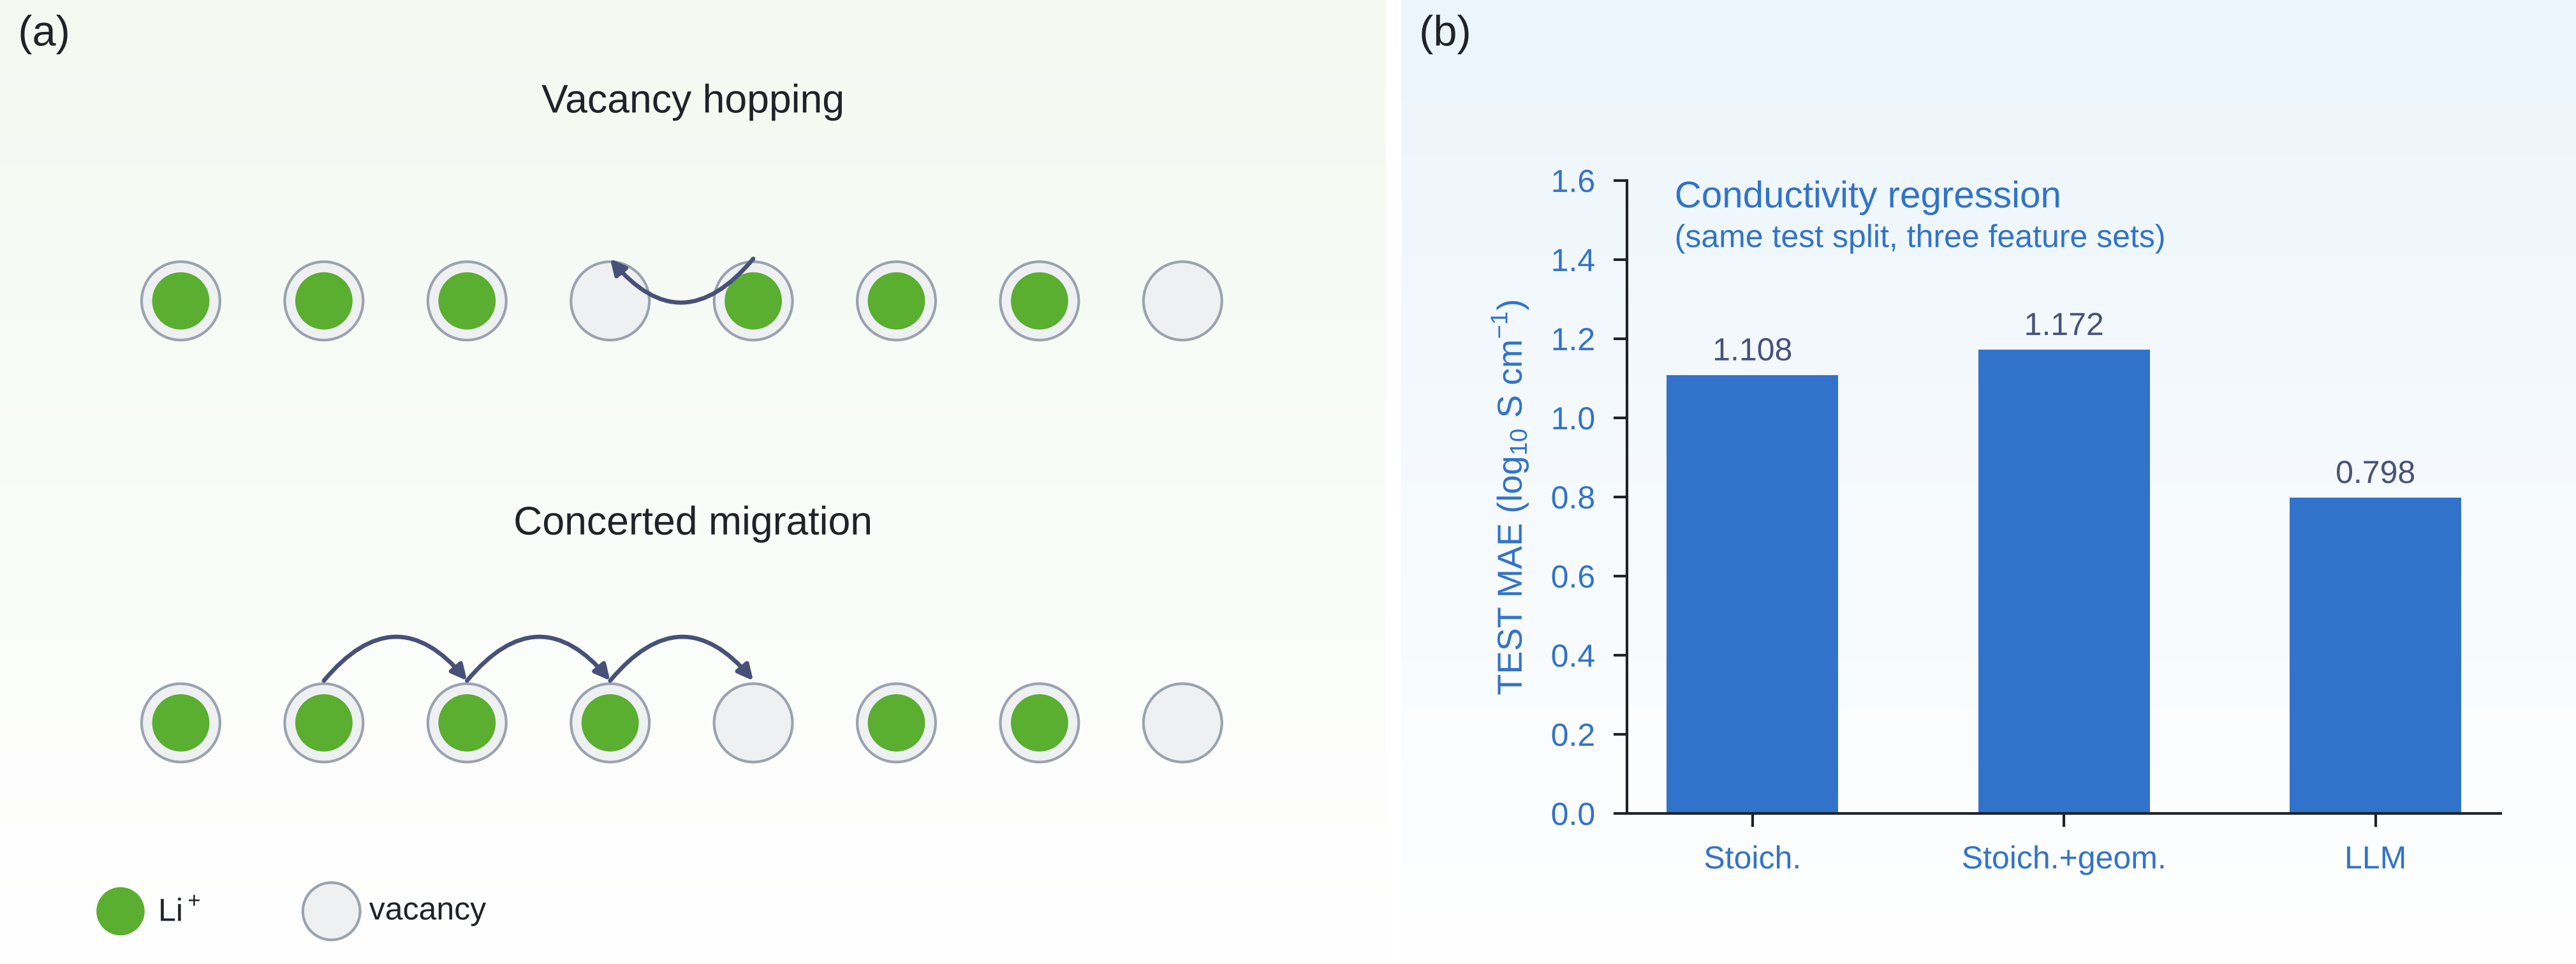 (a)
Vacancy hopping
Concerted migration
Li⁺
vacancy
(b)
Conductivity regression
(same test split, three feature sets)
TEST MAE (log₁₀ S cm⁻¹)
1.6
1.4
1.2
1.0
0.8
0.6
0.4
0.2
0.0
1.108
1.172
0.798
Stoich.
Stoich.+geom.
LLM